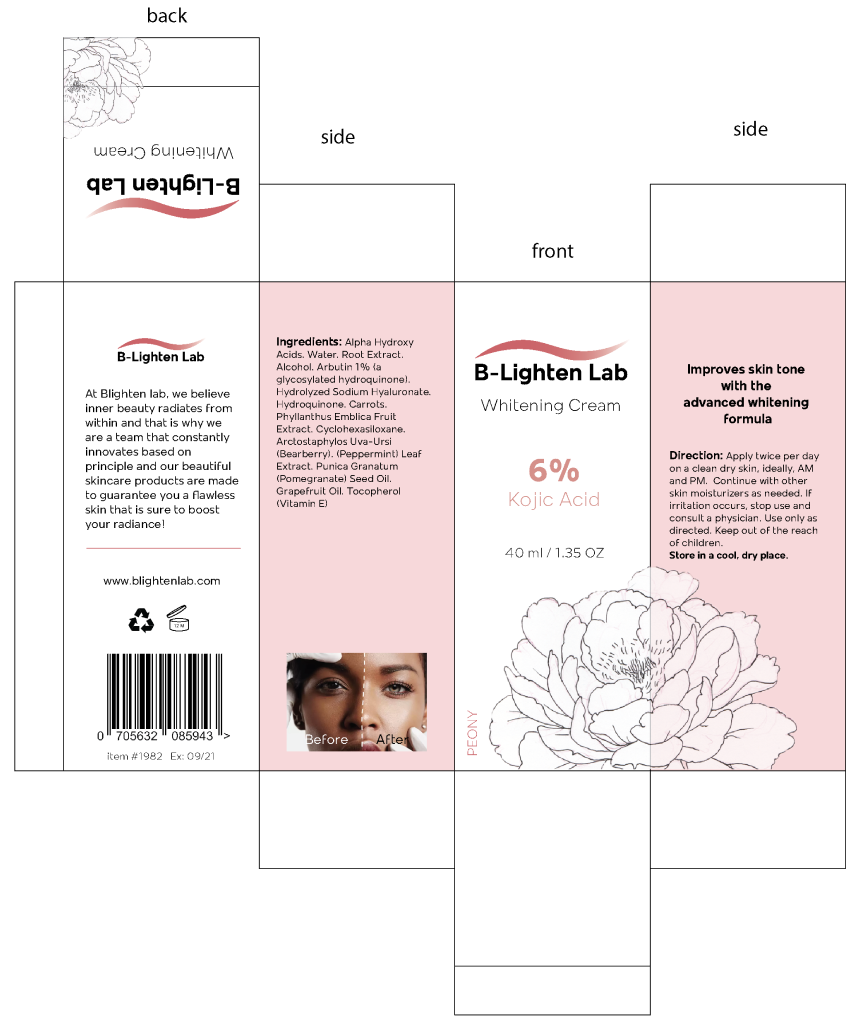 back
Whitening Cream
B-Lighten Lab
B-Lighten Lab
At Blighten lab, we believe
inner beauty radiates from
within and that is why we
are a team that constantly
innovates based on
principle and our beautiful
skincare products are made
to guarantee you a flawless
skin that is sure to boost
your radiance!
www.blightenlab.com
12 M
0 705632 085943 >
item #1982 Ex: 09/21
side
Ingredients: Alpha Hydroxy
Acids. Water. Root Extract.
Alcohol. Arbutin 1% (a
glycosylated hydroquinone).
Hydrolyzed Sodium Hyaluronate.
Hydroquinone. Carrots.
Phyllanthus Emblica Fruit
Extract. Cyclohexasiloxane.
Arctostaphylos Uva-Ursi
(Bearberry). (Peppermint) Leaf
Extract. Punica Granatum
(Pomegranate) Seed Oil.
Grapefruit Oil. Tocopherol
(Vitamin E)
Before
After
front
B-Lighten Lab
Whitening Cream
6%
Kojic Acid
40 ml / 1.35 OZ
PEONY
side
Improves skin tone
with the
advanced whitening
formula
Direction: Apply twice per day
on a clean dry skin, ideally, AM
and PM. Continue with other
skin moisturizers as needed. If
irritation occurs, stop use and
consult a physician. Use only as
directed. Keep out of the reach
of children.
Store in a cool, dry place.